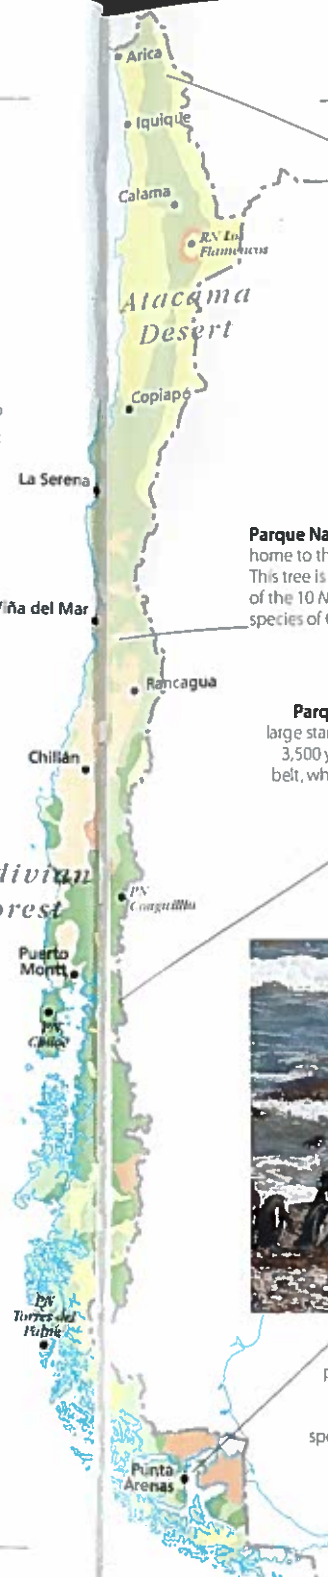 Arica
Iquique
Calama
RN Los
Flamencos
Atacama
Desert
Copiapó
La Serena
Parque Na
home to th
This tree is
of the 10 N
species of
Viña del Mar
Rancagua
Parq
large star
3,500 y
belt, wh
Chillán
divian
orest
PN
Conguillío
Puerto
Montt
PN
Chiloé
PN
Torres del
Paine
p
spe
Punta
Arenas